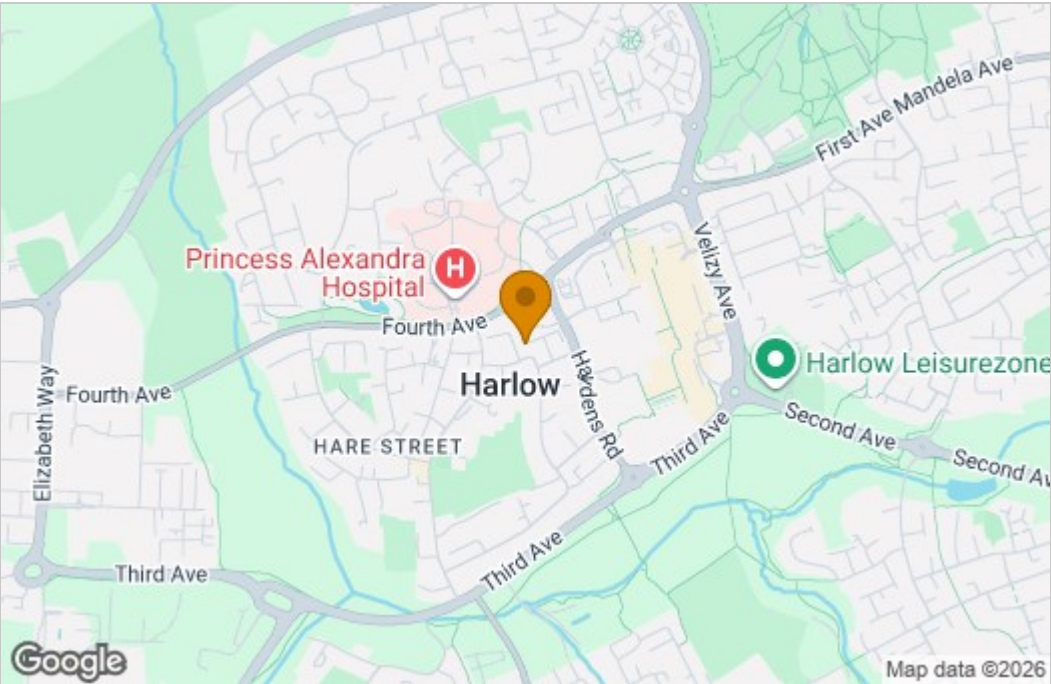 First Ave Mandela Ave
Velizy Ave
Princess Alexandra
Hospital
H
Fourth Ave
Fourth Ave
Elizabeth Way
Harlow
Haydens Rd
Harlow Leisurezone
HARE STREET
Second Ave
Second Av
Third Ave
Third Ave
Third Ave
Google
Map data ©2026